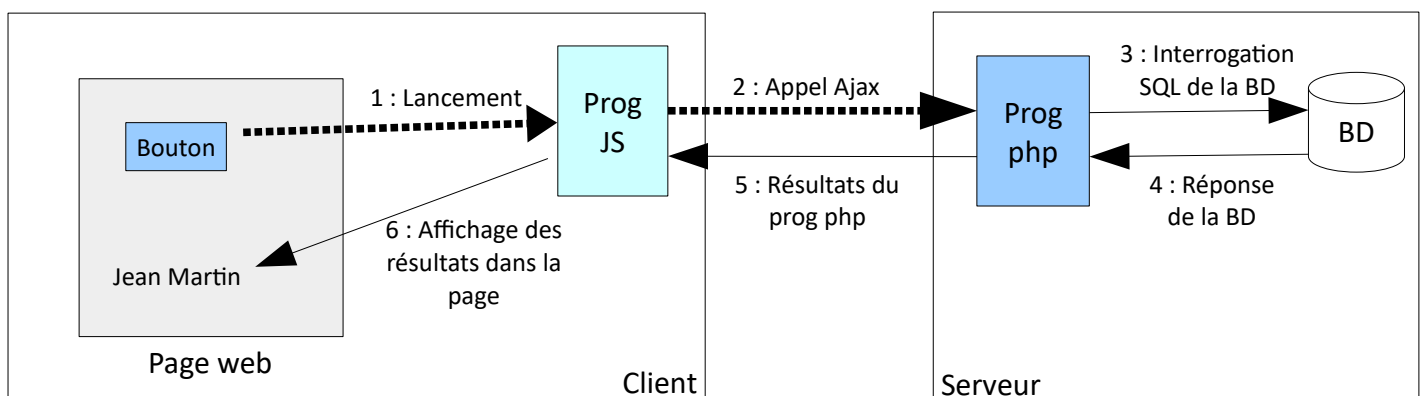 1 : Lancement
Bouton
Jean Martin
Page web
Prog
JS
6 : Affichage des
résultats dans la
page
Client
2 : Appel Ajax
5 : Résultats du
prog php
Prog
php
3 : Interrogation
SQL de la BD
BD
4 : Réponse
de la BD
Serveur